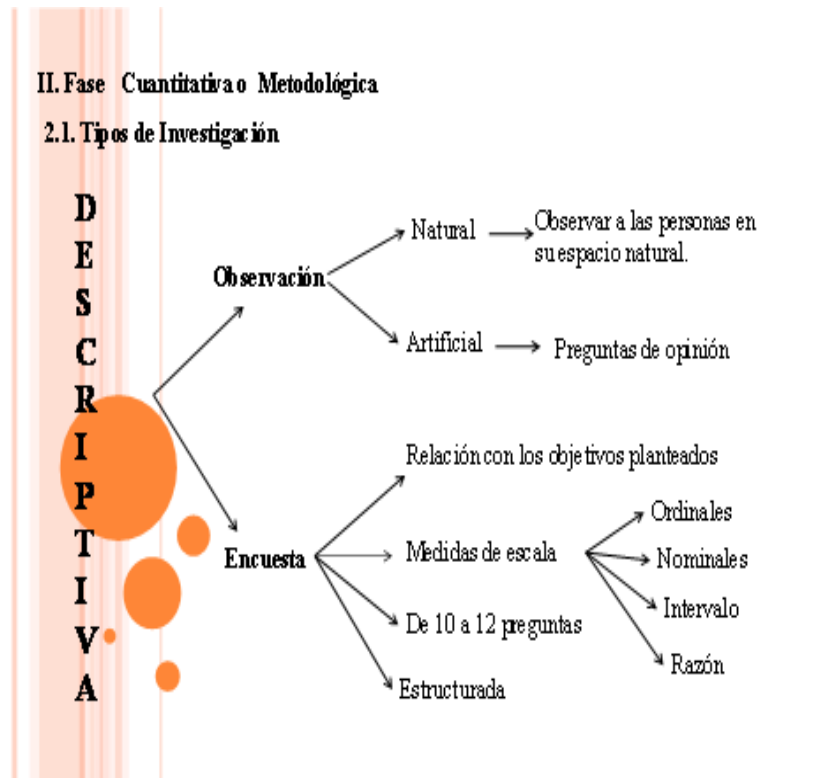 II. Fase Cuantitativa o Metodológica
2.1. Tipos de Investigación
DESCRIPTIVA
Observación
Natural
Observar a las personas en
su espacio natural.
Artificial
Preguntas de opinión
Encuesta
Relación con los objetivos planteados
Medidas de escala
Ordinales
Nominales
Intervalo
Razón
De 10 a 12 preguntas
Estructurada